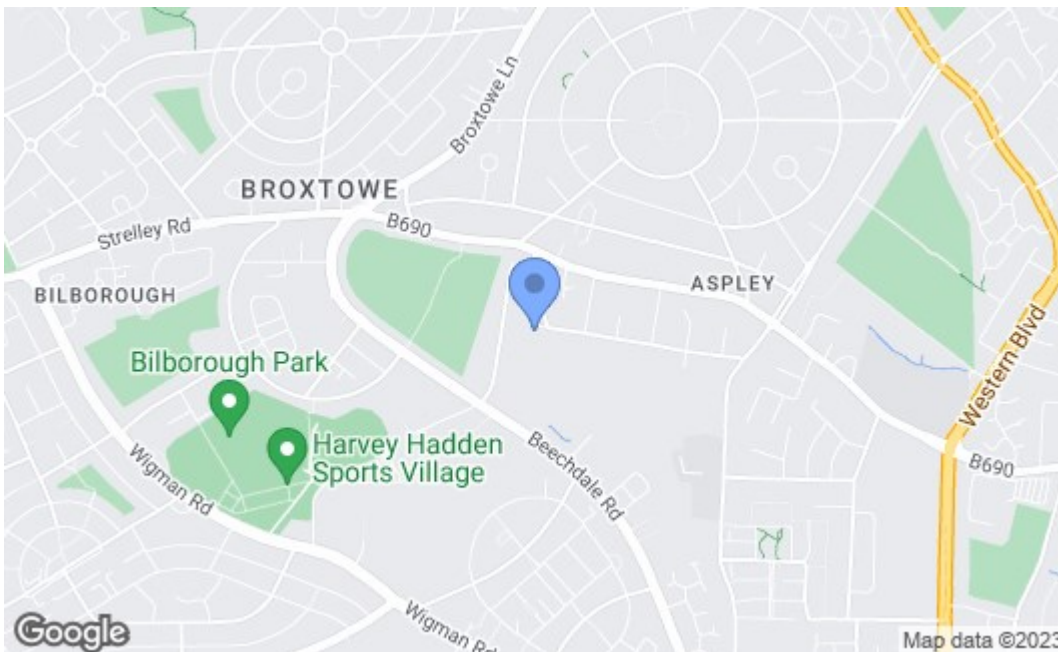 Broxtowe Ln
BROXTOWE
B690
Strelley Rd
ASPLEY
BILBOROUGH
Bilborough Park
Western Blvd
Harvey Hadden
Sports Village
Wigman Rd
Beechdale Rd
B690
Wigman Rd
Google
Map data ©2023